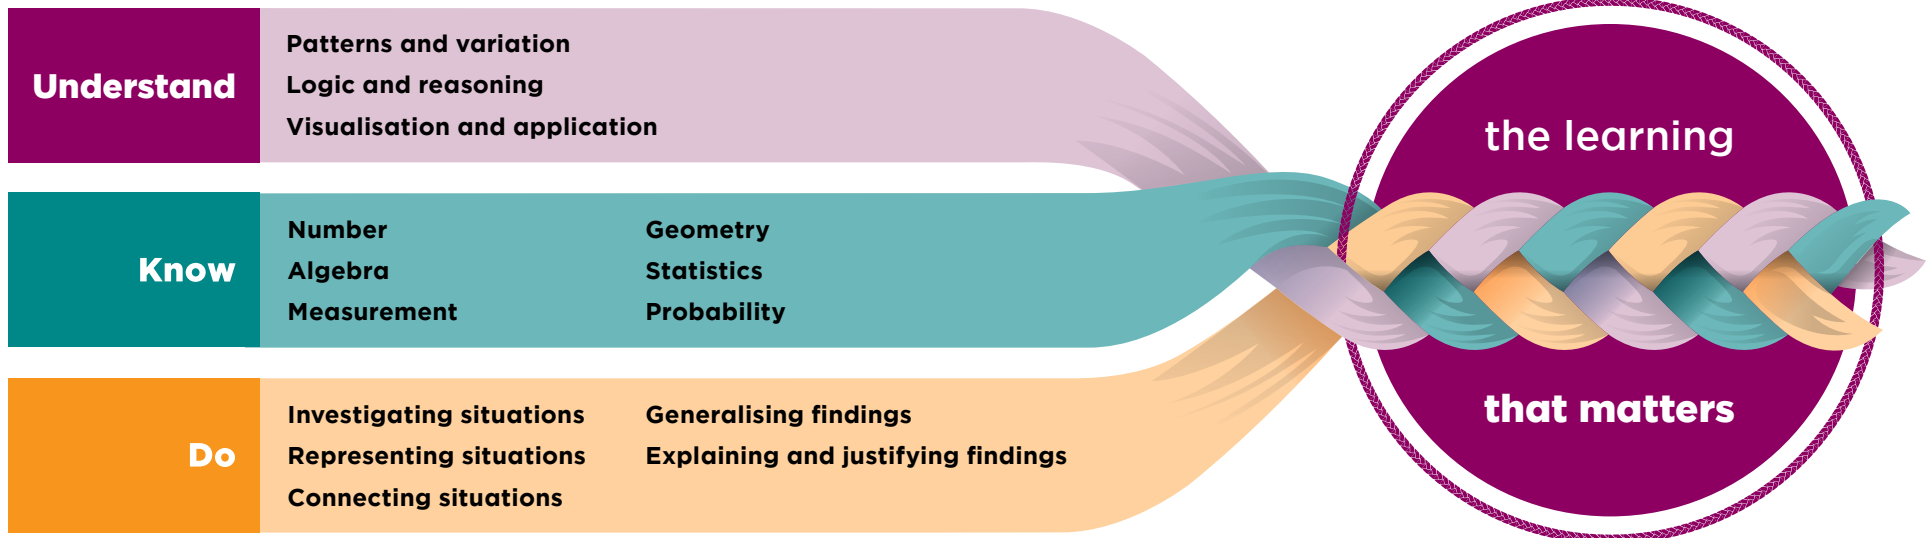 Understand
Patterns and variation
Logic and reasoning
Visualisation and application
Know
Number
Algebra
Measurement
Geometry
Statistics
Probability
Do
Investigating situations
Representing situations
Connecting situations
Generalising findings
Explaining and justifying findings
the learning
that matters